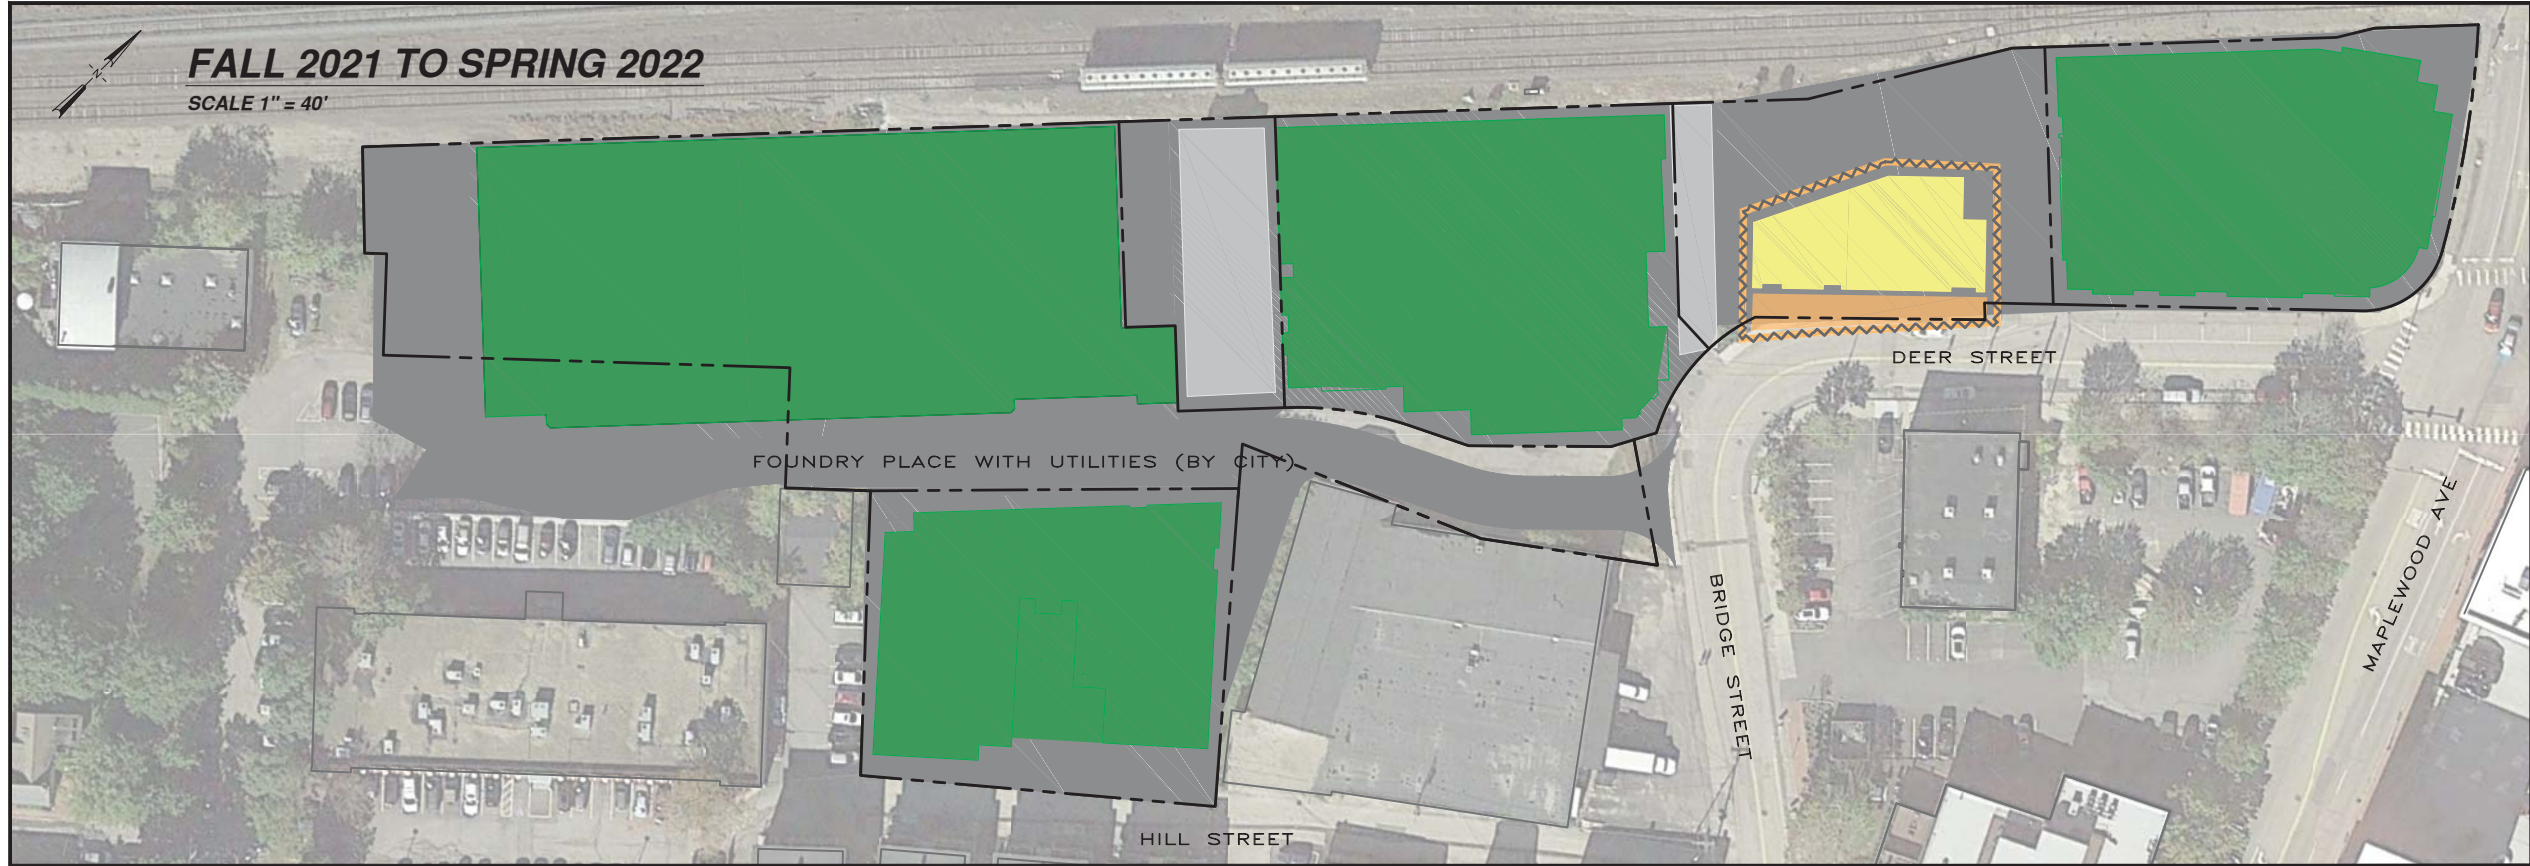 FALL 2021 TO SPRING 2022
SCALE 1" = 40'
N
DEER STREET
FOUNDRY PLACE WITH UTILITIES (BY CITY)
BRIDGE STREET
MAPLEWOOD AVE
HILL STREET